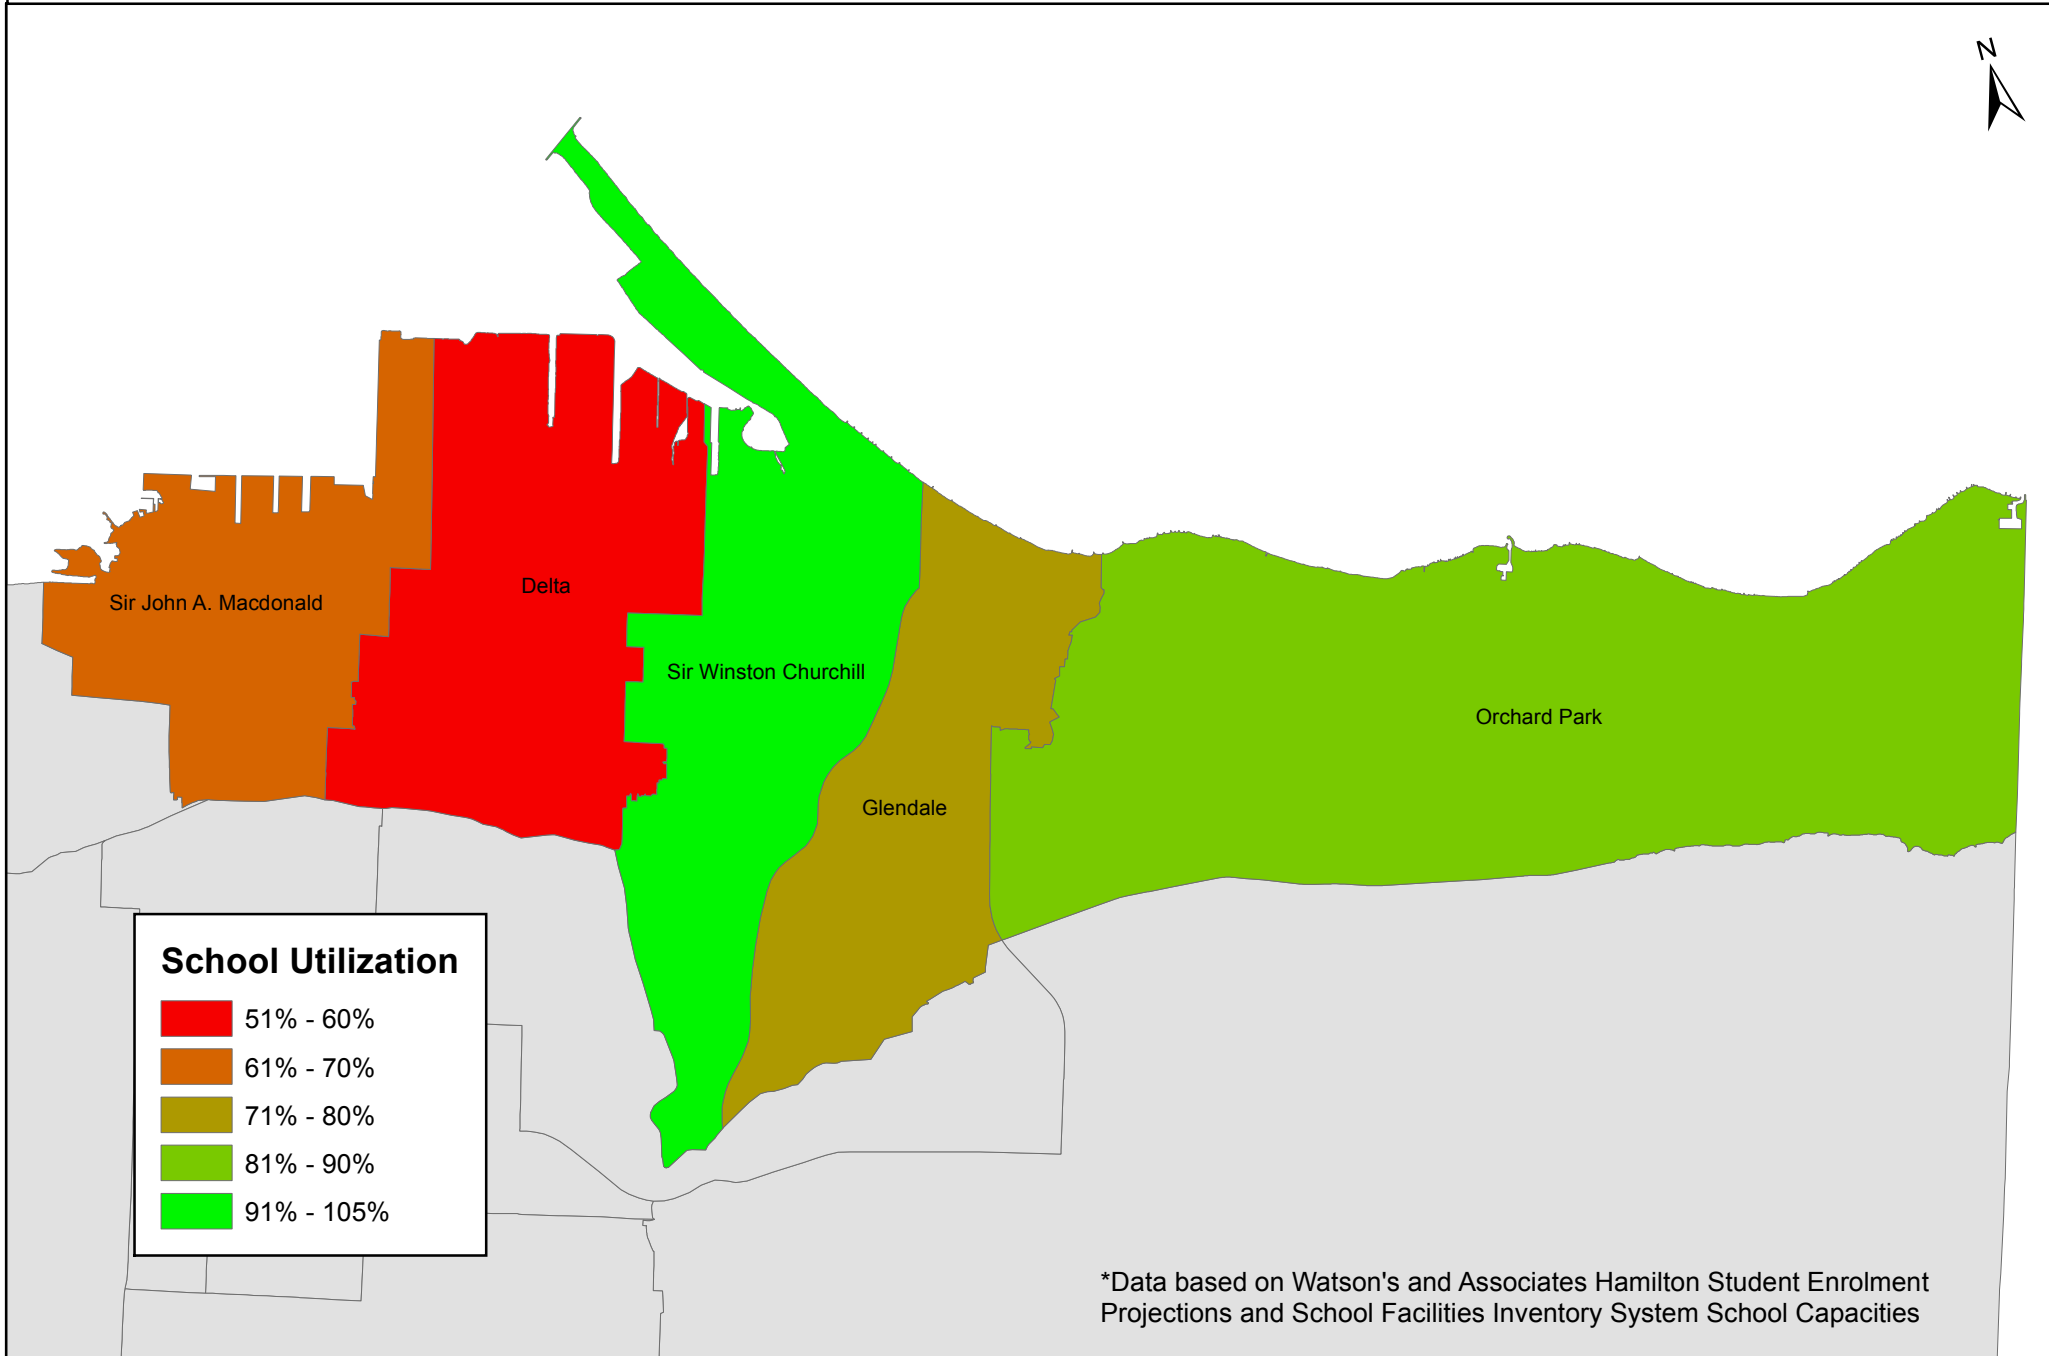 N
Sir John A. Macdonald
Delta
Sir Winston Churchill
Glendale
Orchard Park
School Utilization
51% - 60%
61% - 70%
71% - 80%
81% - 90%
91% - 105%
*Data based on Watson's and Associates Hamilton Student Enrolment
Projections and School Facilities Inventory System School Capacities